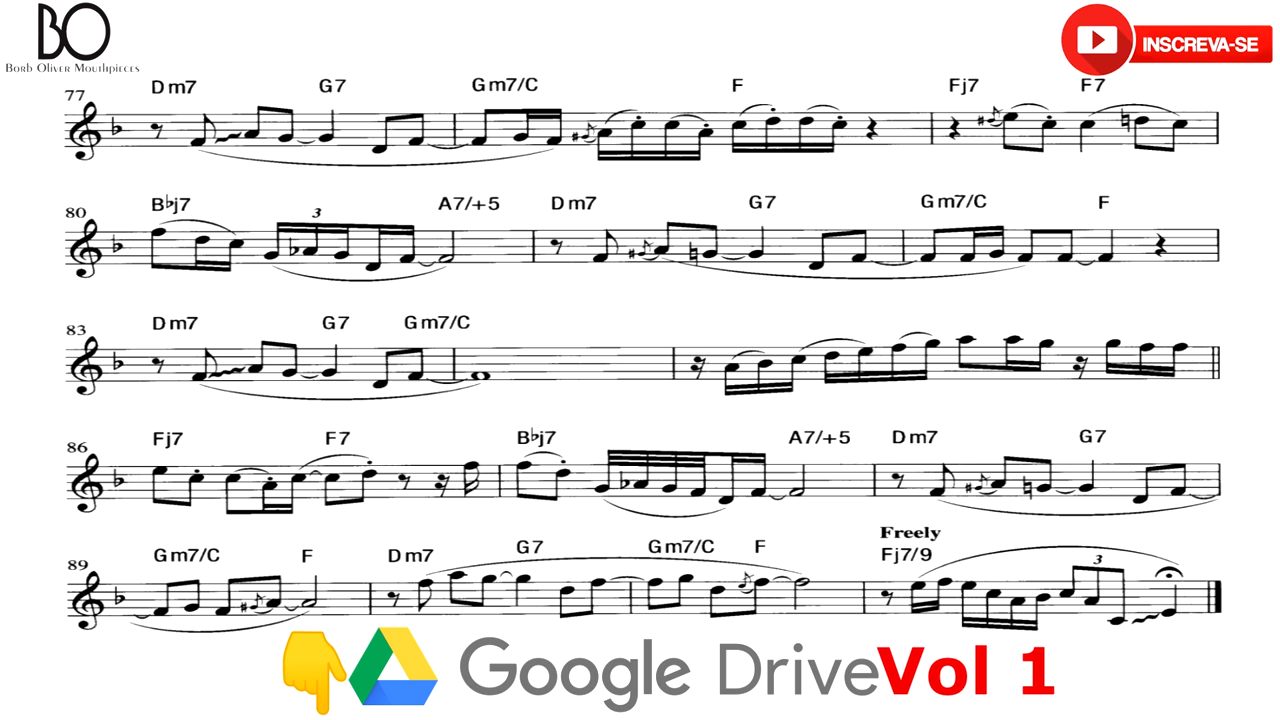 BO
Borb Oliver Mouthpieces
INSCREVA-SE
77 Dm7 G7 Gm7/C F Fj7 F7
80 B♭j7 3 A7/+5 Dm7 G7 Gm7/C F
83 Dm7 G7 Gm7/C
86 Fj7 F7 B♭j7 A7/+5 Dm7 G7
89 Gm7/C F Dm7 G7 Gm7/C F Freely
Fj7/9
3
Google Drive Vol 1